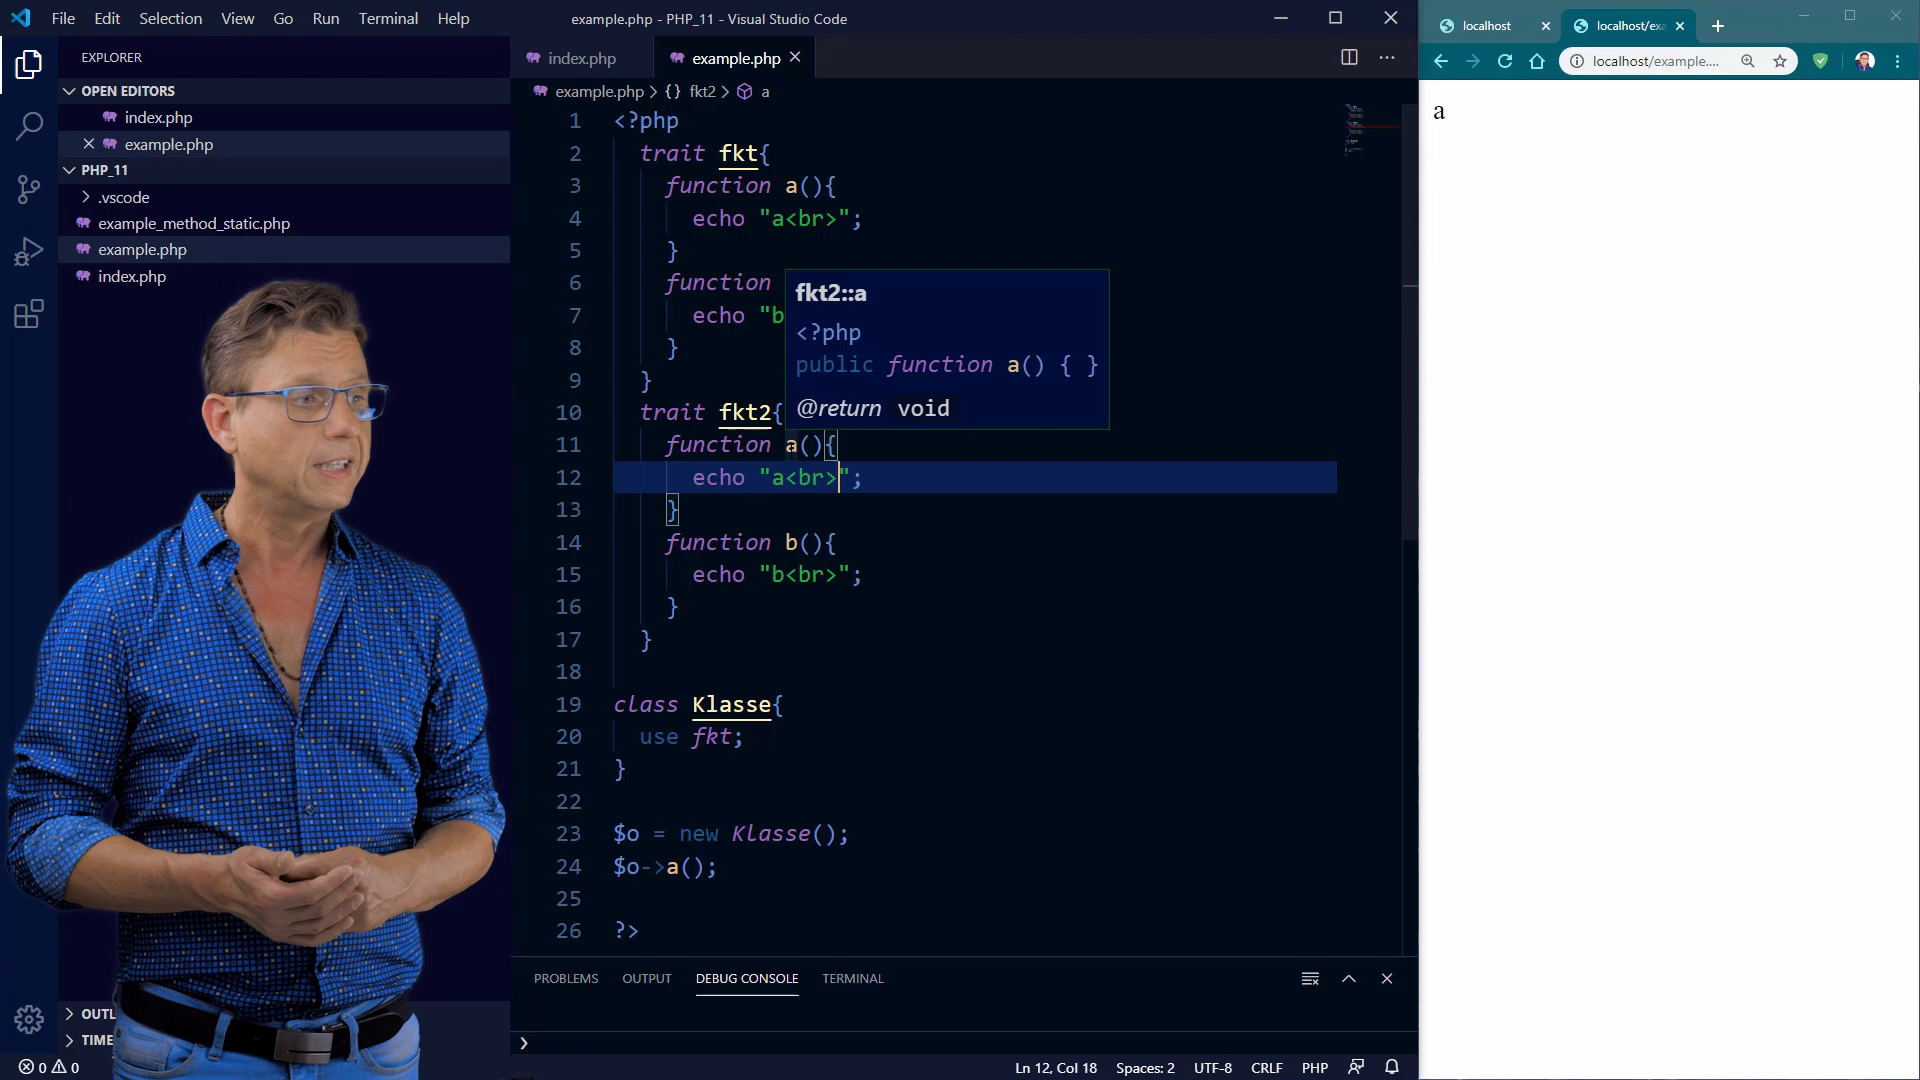 File Edit Selection View Go Run Terminal Help
example.php - PHP_11 - Visual Studio Code
EXPLORER
OPEN EDITORS
index.php
example.php
PHP_11
.vscode
example_method_static.php
example.php
index.php
OUTL
TIME
0 0
index.php
example.php
example.php > {} fkt2 > a
1 <?php
2 trait fkt{
3 function a(){
4 echo "a<br>";
5 }
6 function
7 echo "b
8 }
9 }
10 trait fkt2{
11 function a(){
12 echo "a<br>";
13 }
14 function b(){
15 echo "b<br>";
16 }
17 }
18
19 class Klasse{
20 use fkt;
21 }
22
23 $o = new Klasse();
24 $o->a();
25
26 ?>
fkt2::a
<?php
public function a() { }
@return void
PROBLEMS OUTPUT DEBUG CONSOLE TERMINAL
Ln 12, Col 18 Spaces: 2 UTF-8 CRLF PHP
localhost
localhost/exa
localhost/example....
a